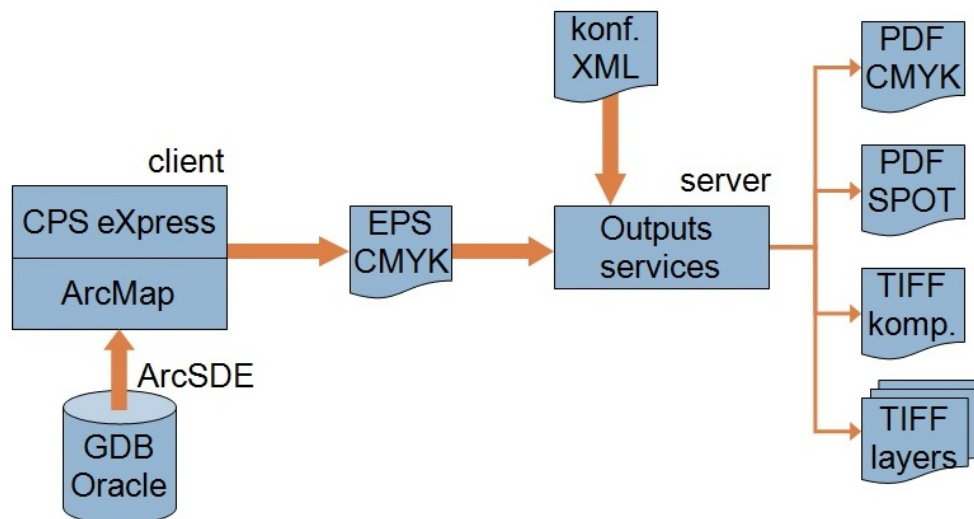 konf.
XML
PDF
CMYK
client
server
PDF
SPOT
CPS eXpress
ArcMap
EPS
CMYK
Outputs
services
TIFF
komp.
ArcSDE
GDB
Oracle
TIFF
layers